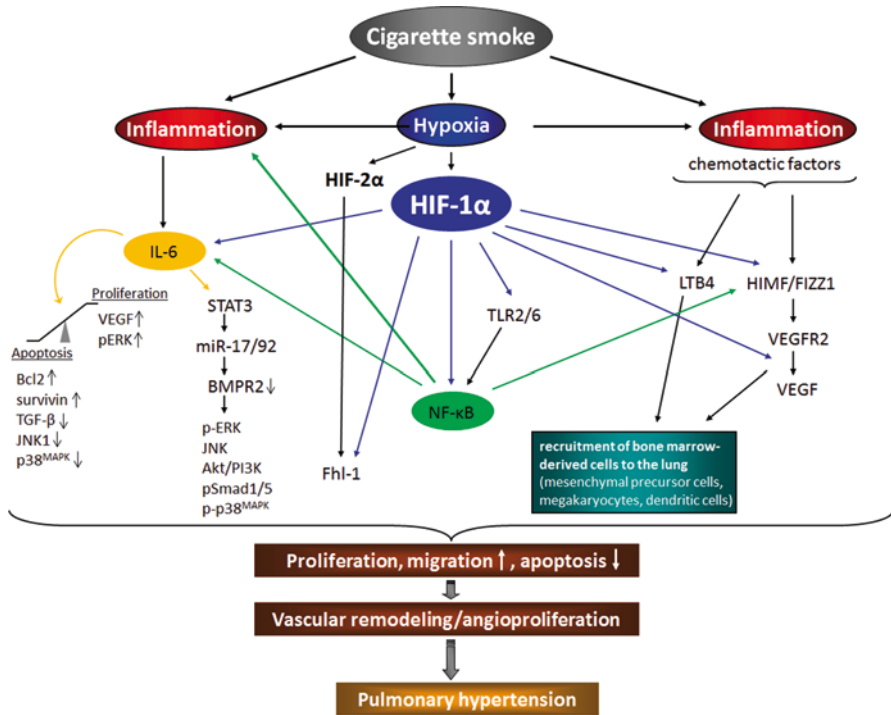 Cigarette smoke
Inflammation
Hypoxia
Inflammation
chemotactic factors
HIF-2α
HIF-1α
IL-6
LTB4
HIMF/FIZZ1
Proliferation
VEGF↑
pERK↑
STAT3
TLR2/6
miR-17/92
VEGFR2
Apoptosis
Bcl2↑
survivin↑
TGF-β↓
JNK1↓
p38MAPK↓
BMPR2↓
NF-κB
VEGF
p-ERK
JNK
Akt/PI3K
pSmad1/5
p-p38MAPK
Fhl-1
recruitment of bone marrow-
derived cells to the lung
(mesenchymal precursor cells,
megakaryocytes, dendritic cells)
Proliferation, migration↑, apoptosis↓
Vascular remodeling/angioproliferation
Pulmonary hypertension